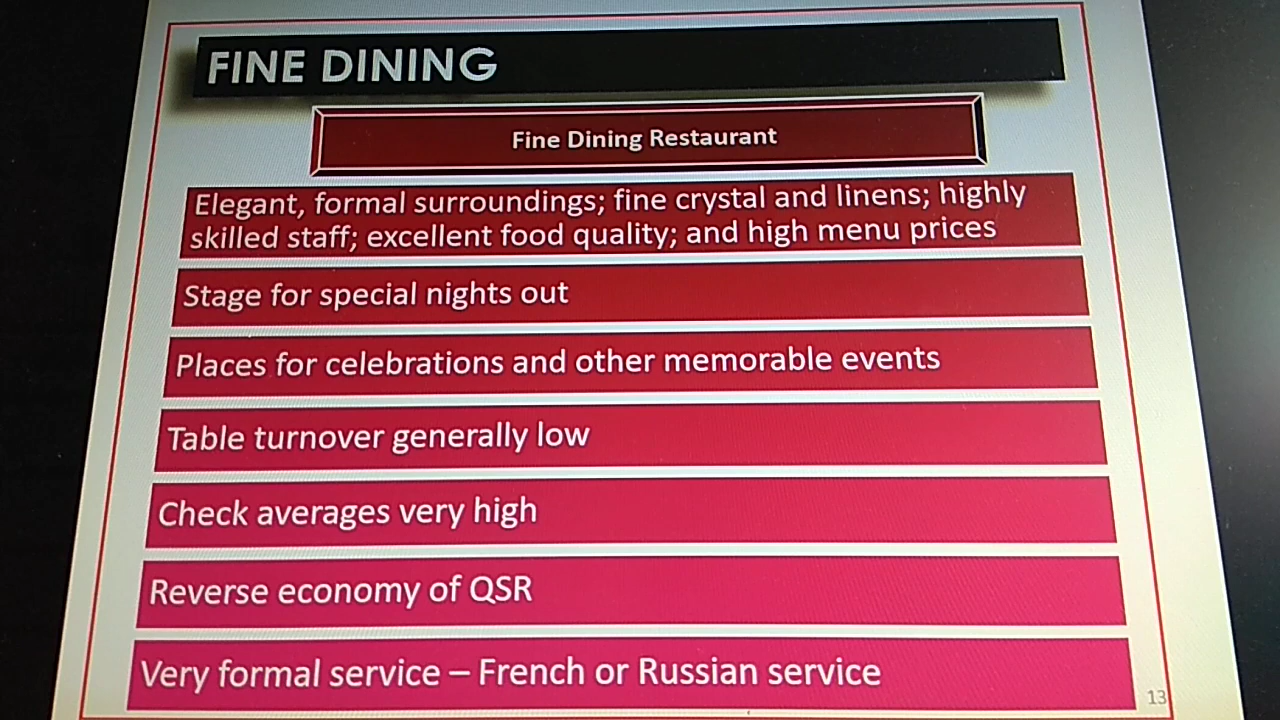 FINE DINING
Fine Dining Restaurant
Elegant, formal surroundings; fine crystal and linens; highly
skilled staff; excellent food quality; and high menu prices
Stage for special nights out
Places for celebrations and other memorable events
Table turnover generally low
Check averages very high
Reverse economy of QSR
Very formal service – French or Russian service
13